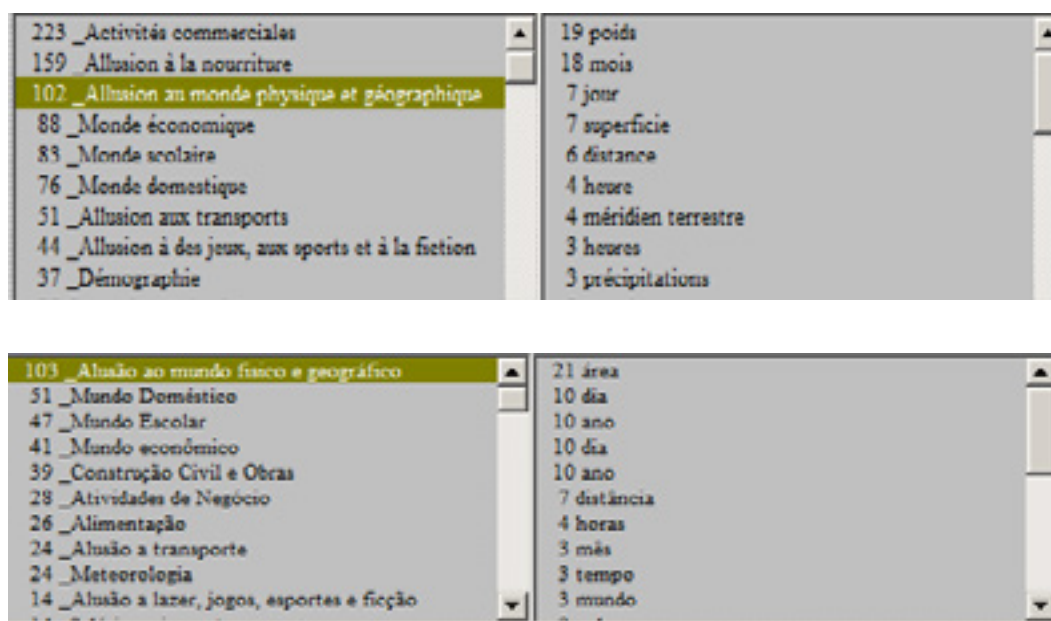 223 _Activités commerciales
159 _Allusion à la nourriture
102 _Allusion au monde physique et géographique
88 _Monde économique
83 _Monde scolaire
76 _Monde domestique
51 _Allusion aux transports
44 _Allusion à des jeux, aux sports et à la fiction
37 _Démographie
19 poids
18 mois
7 jour
7 superficie
6 distance
4 heure
4 méridien terrestre
3 heures
3 précipitations
103 _Alusão ao mundo físico e geográfico
51 _Mundo Doméstico
47 _Mundo Escolar
41 _Mundo econômico
39 _Construção Civil e Obras
28 _Atividades de Negócio
26 _Alimentação
24 _Alusão a transporte
24 _Meteorologia
14 _Alusão a lazer, jogos, esportes e ficção
21 área
10 dia
10 ano
10 dia
10 ano
7 distância
4 horas
3 mês
3 tempo
3 mundo